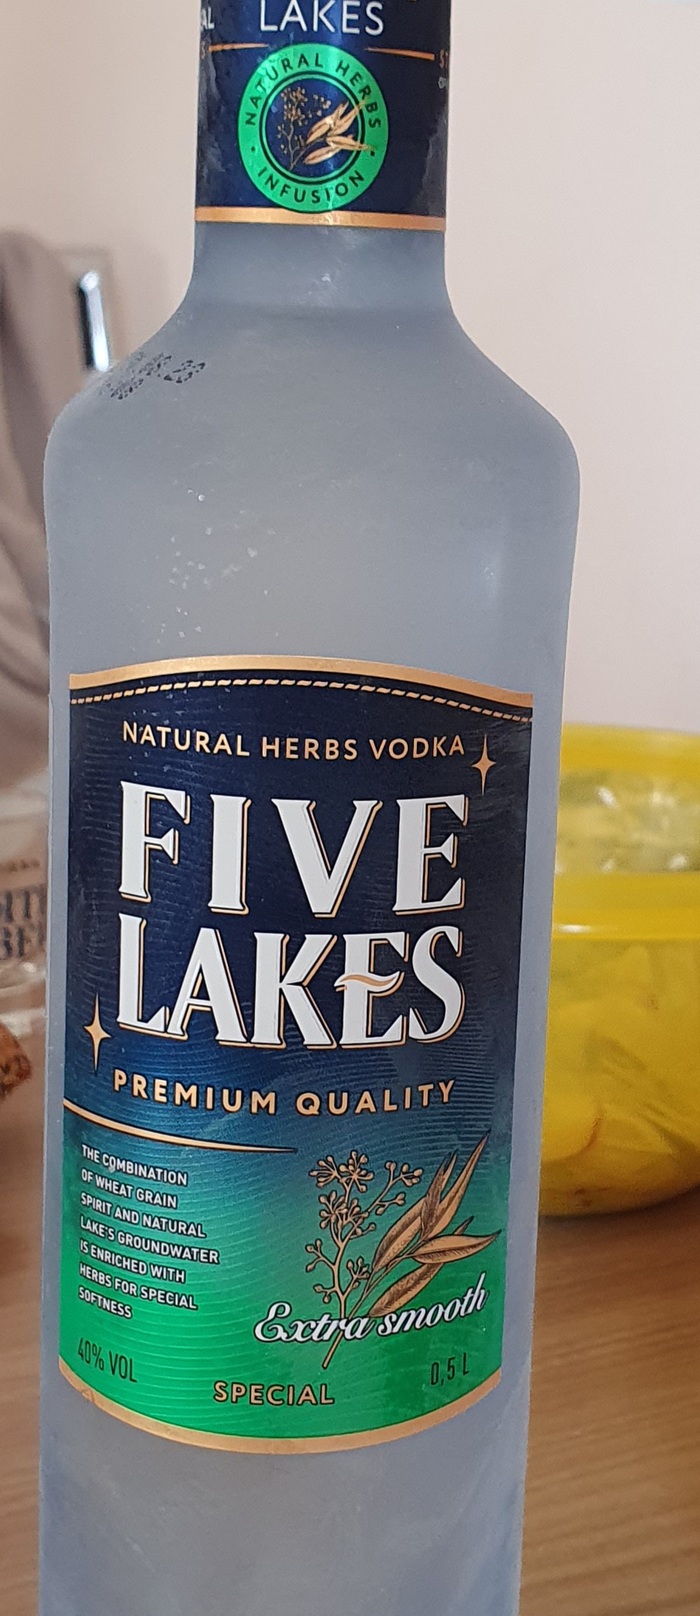 LAKES
NATURAL HERBS
INFUSION
NATURAL HERBS VODKA
FIVE
LAKES
PREMIUM QUALITY
THE COMBINATION
OF WHEAT GRAIN
SPIRIT AND NATURAL
LAKE'S GROUNDWATER
IS ENRICHED WITH
HERBS FOR SPECIAL
SOFTNESS
Extra smooth
40% VOL
SPECIAL
0,5 L